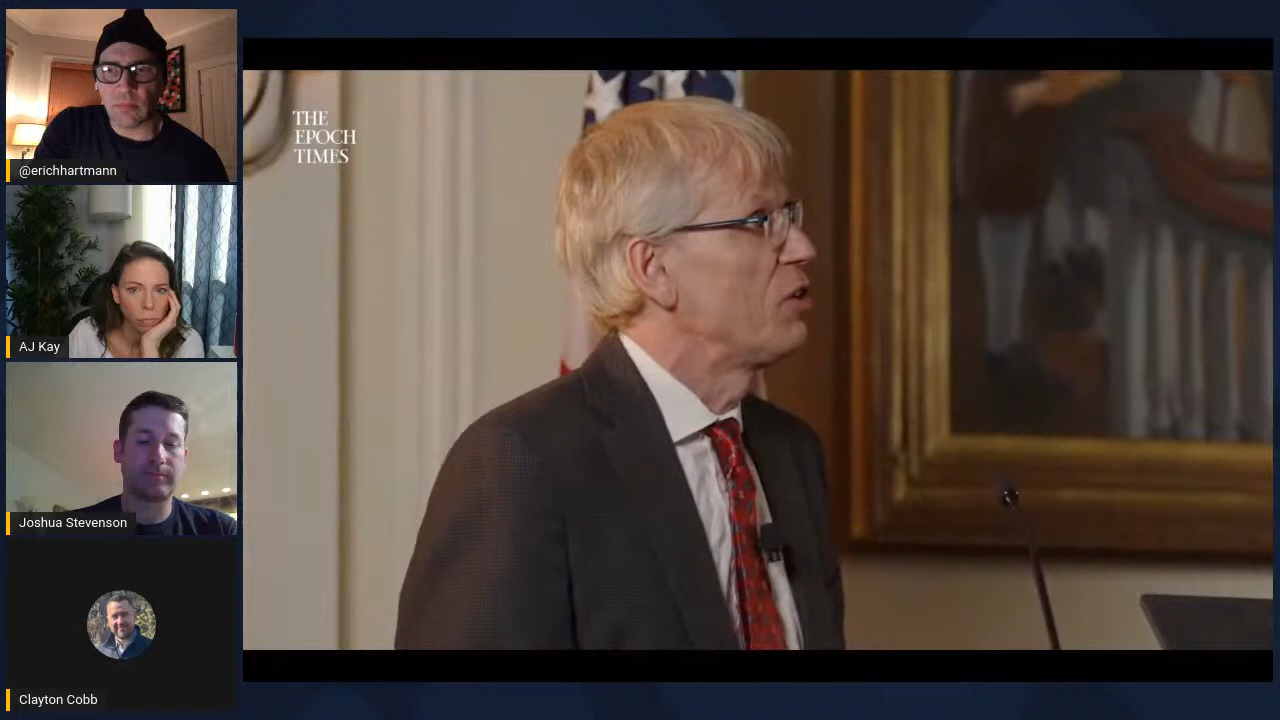 @erichhartmann
AJ Kay
Joshua Stevenson
Clayton Cobb
THE
EPOCH
TIMES